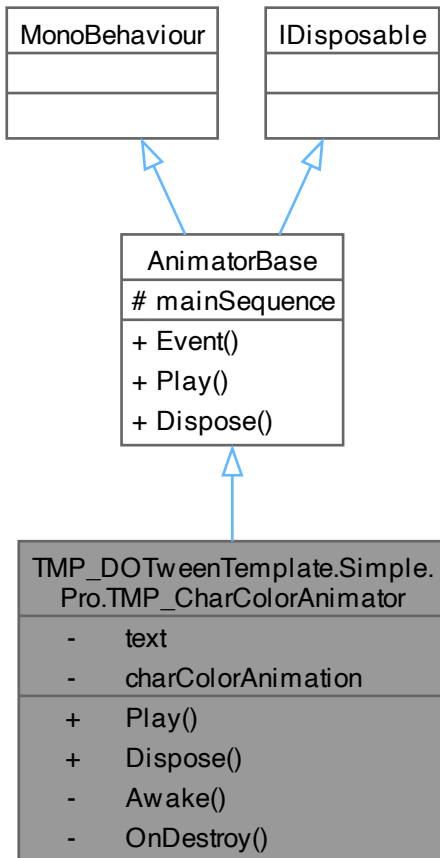 MonoBehaviour
IDisposable
AnimatorBase
# mainSequence
+ Event()
+ Play()
+ Dispose()
TMP_DOTweenTemplate.Simple.
Pro.TMP_CharColorAnimator
- text
- charColorAnimation
+ Play()
+ Dispose()
- Awake()
- OnDestroy()